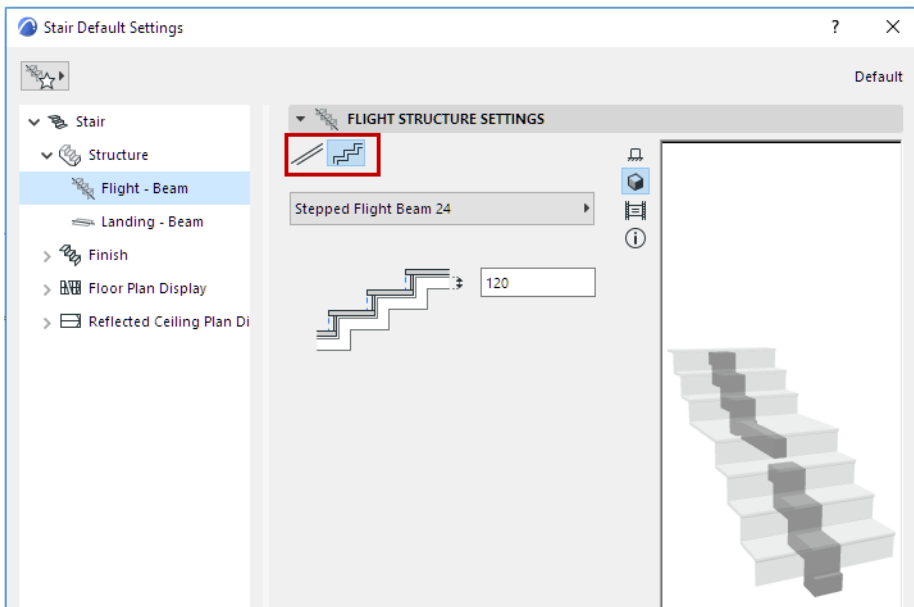 Stair Default Settings
?
Default
Stair
Structure
Flight - Beam
Landing - Beam
Finish
Floor Plan Display
Reflected Ceiling Plan Di
FLIGHT STRUCTURE SETTINGS
Stepped Flight Beam 24
120